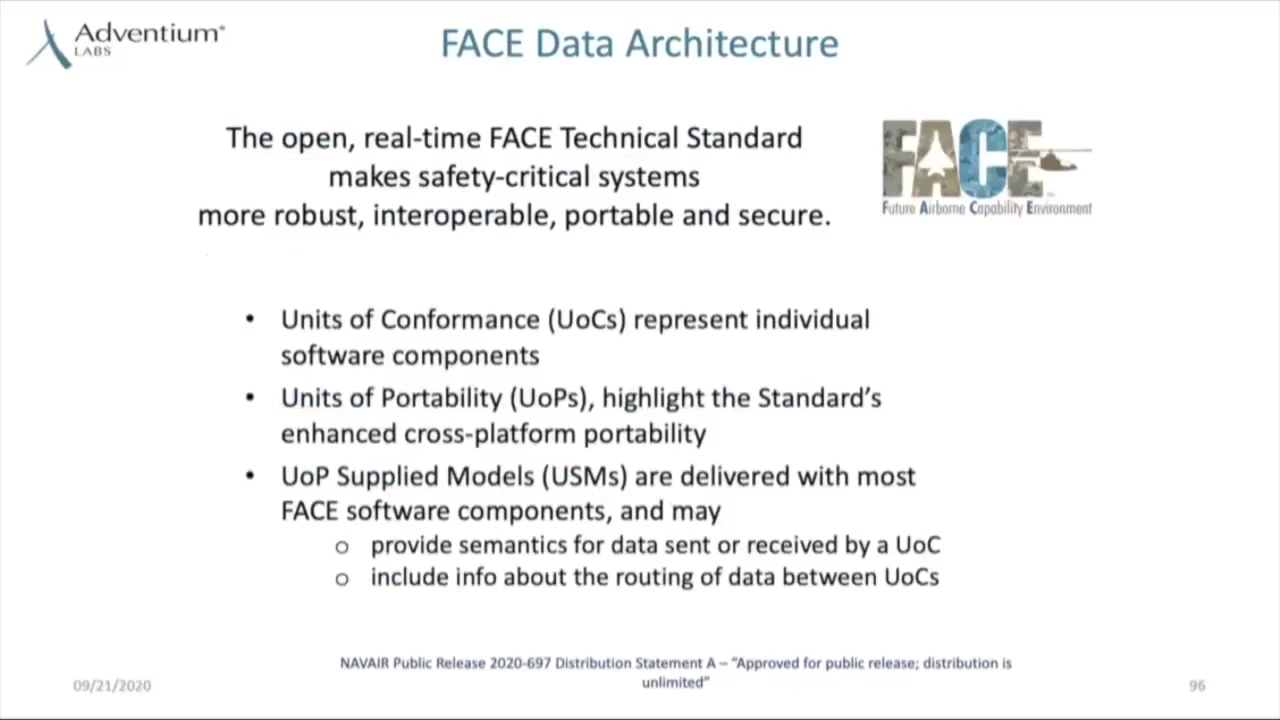 Adventium®
LABS
FACE Data Architecture
The open, real-time FACE Technical Standard
makes safety-critical systems
more robust, interoperable, portable and secure.
FACE™
Future Airborne Capability Environment
• Units of Conformance (UoCs) represent individual
software components
• Units of Portability (UoPs), highlight the Standard’s
enhanced cross-platform portability
• UoP Supplied Models (USMs) are delivered with most
FACE software components, and may
o provide semantics for data sent or received by a UoC
o include info about the routing of data between UoCs
NAVAIR Public Release 2020-697 Distribution Statement A – “Approved for public release; distribution is
unlimited”
09/21/2020
96